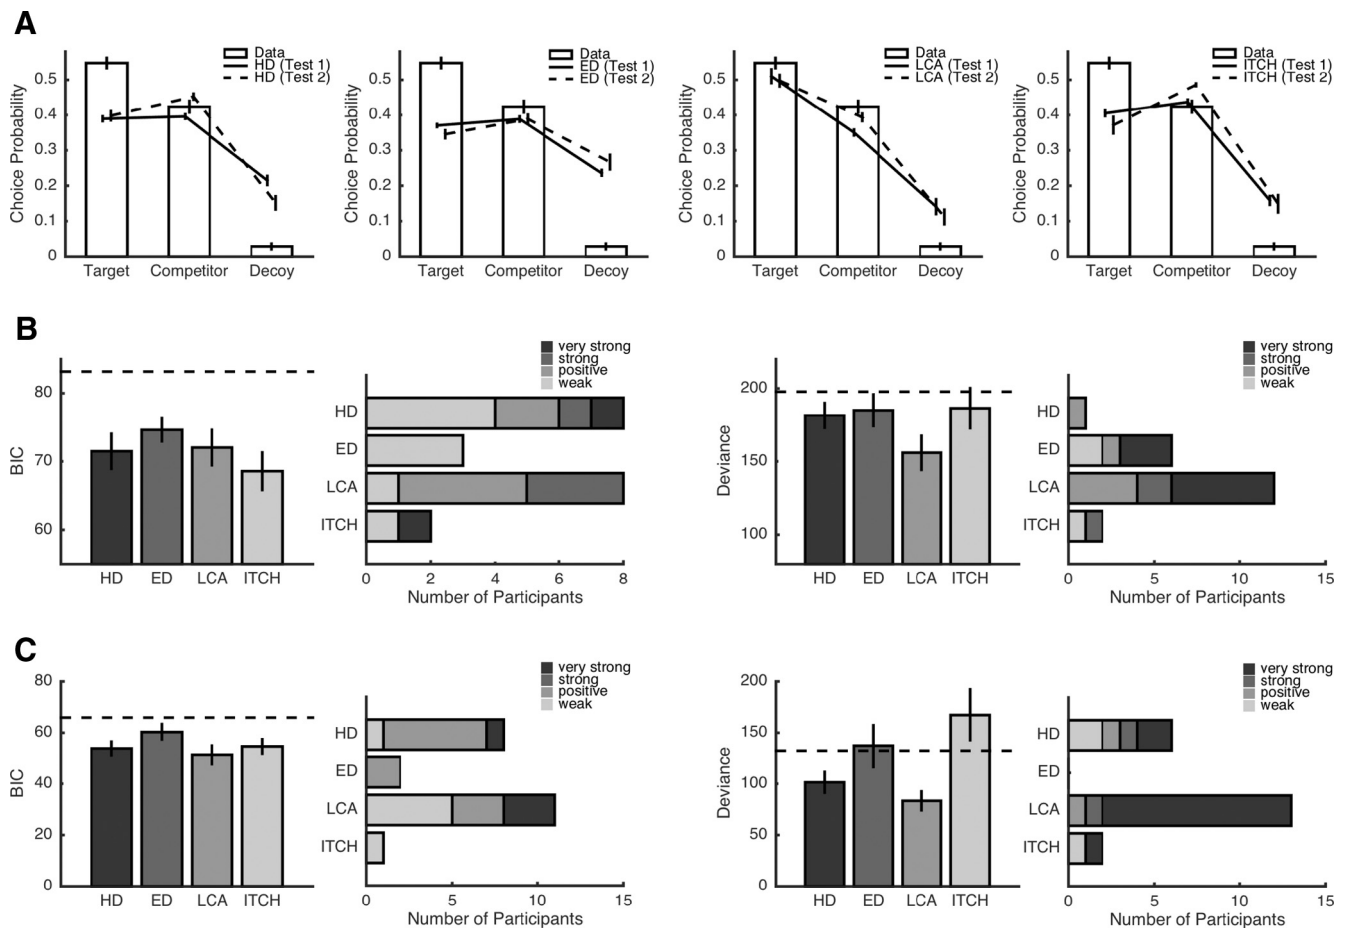 A
Data
HD (Test 1)
HD (Test 2)
Choice Probability
0.5
0.4
0.3
0.2
0.1
0
Target Competitor Decoy
Data
ED (Test 1)
ED (Test 2)
Choice Probability
0.5
0.4
0.3
0.2
0.1
0
Target Competitor Decoy
Data
LCA (Test 1)
LCA (Test 2)
Choice Probability
0.5
0.4
0.3
0.2
0.1
0
Target Competitor Decoy
Data
ITCH (Test 1)
ITCH (Test 2)
Choice Probability
0.5
0.4
0.3
0.2
0.1
0
Target Competitor Decoy
B
BIC
80
70
60
HD ED LCA ITCH
very strong
strong
positive
weak
HD
ED
LCA
ITCH
0 2 4 6 8
Number of Participants
Deviance
200
150
100
HD ED LCA ITCH
very strong
strong
positive
weak
HD
ED
LCA
ITCH
0 5 10 15
Number of Participants
C
BIC
80
60
40
20
0
HD ED LCA ITCH
very strong
strong
positive
weak
HD
ED
LCA
ITCH
0 5 10 15
Number of Participants
Deviance
200
150
100
50
0
HD ED LCA ITCH
very strong
strong
positive
weak
HD
ED
LCA
ITCH
0 5 10 15
Number of Participants